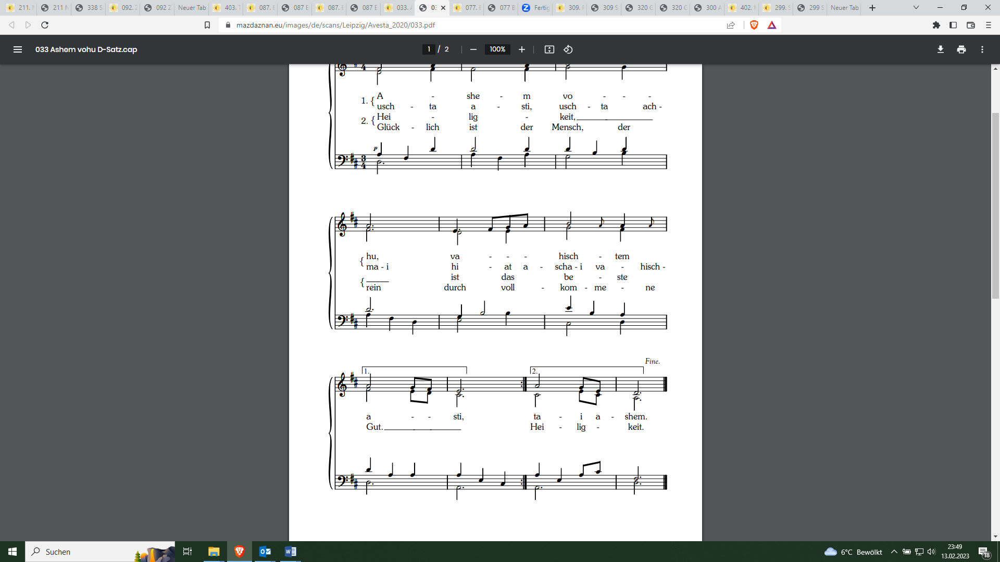 211. 211 N 338 S 092. Z 092 Z Neuer Tab 403. T 087. E 087 E 087. E 087 E 033. A 03 077. E 077 B Fertig 309. F 309 S 320 G 320 G 300 A 402. M 299. S 299 S Neuer Tab
mazdaznan.eu/images/de/scans/Leipzig/Avesta_2020/033.pdf
033 Ashem vohu D-Satz.cap 1 / 2 100%
4
1. { A - she - m vo - - -
usch - ta a - sti, usch - ta ach -
2. { Hei - lig - keit,
Glück - lich ist der Mensch, der
p
3
4
{ hu, va - - - hisch - tem
ma - i hi - at a - scha - i va - hisch -
{ ist das be - ste
rein durch voll - kom - me - ne
Fine.
1. 2.
a - - sti, ta - i a - shem.
Gut. Hei - lig - keit.
Suchen
6°C Bewölkt
23:49
13.02.2023
18